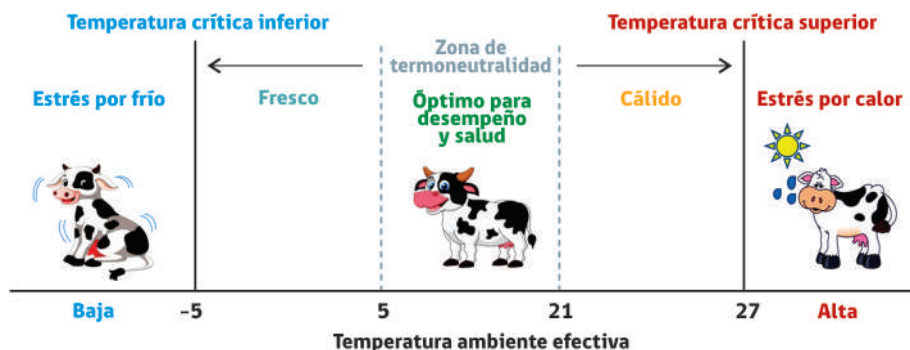 Temperatura crítica inferior
Temperatura crítica superior
Zona de
termoneutralidad
Estrés por frío
Fresco
Óptimo para
desempeño
y salud
Cálido
Estrés por calor
Baja
-5
5
21
27
Alta
Temperatura ambiente efectiva